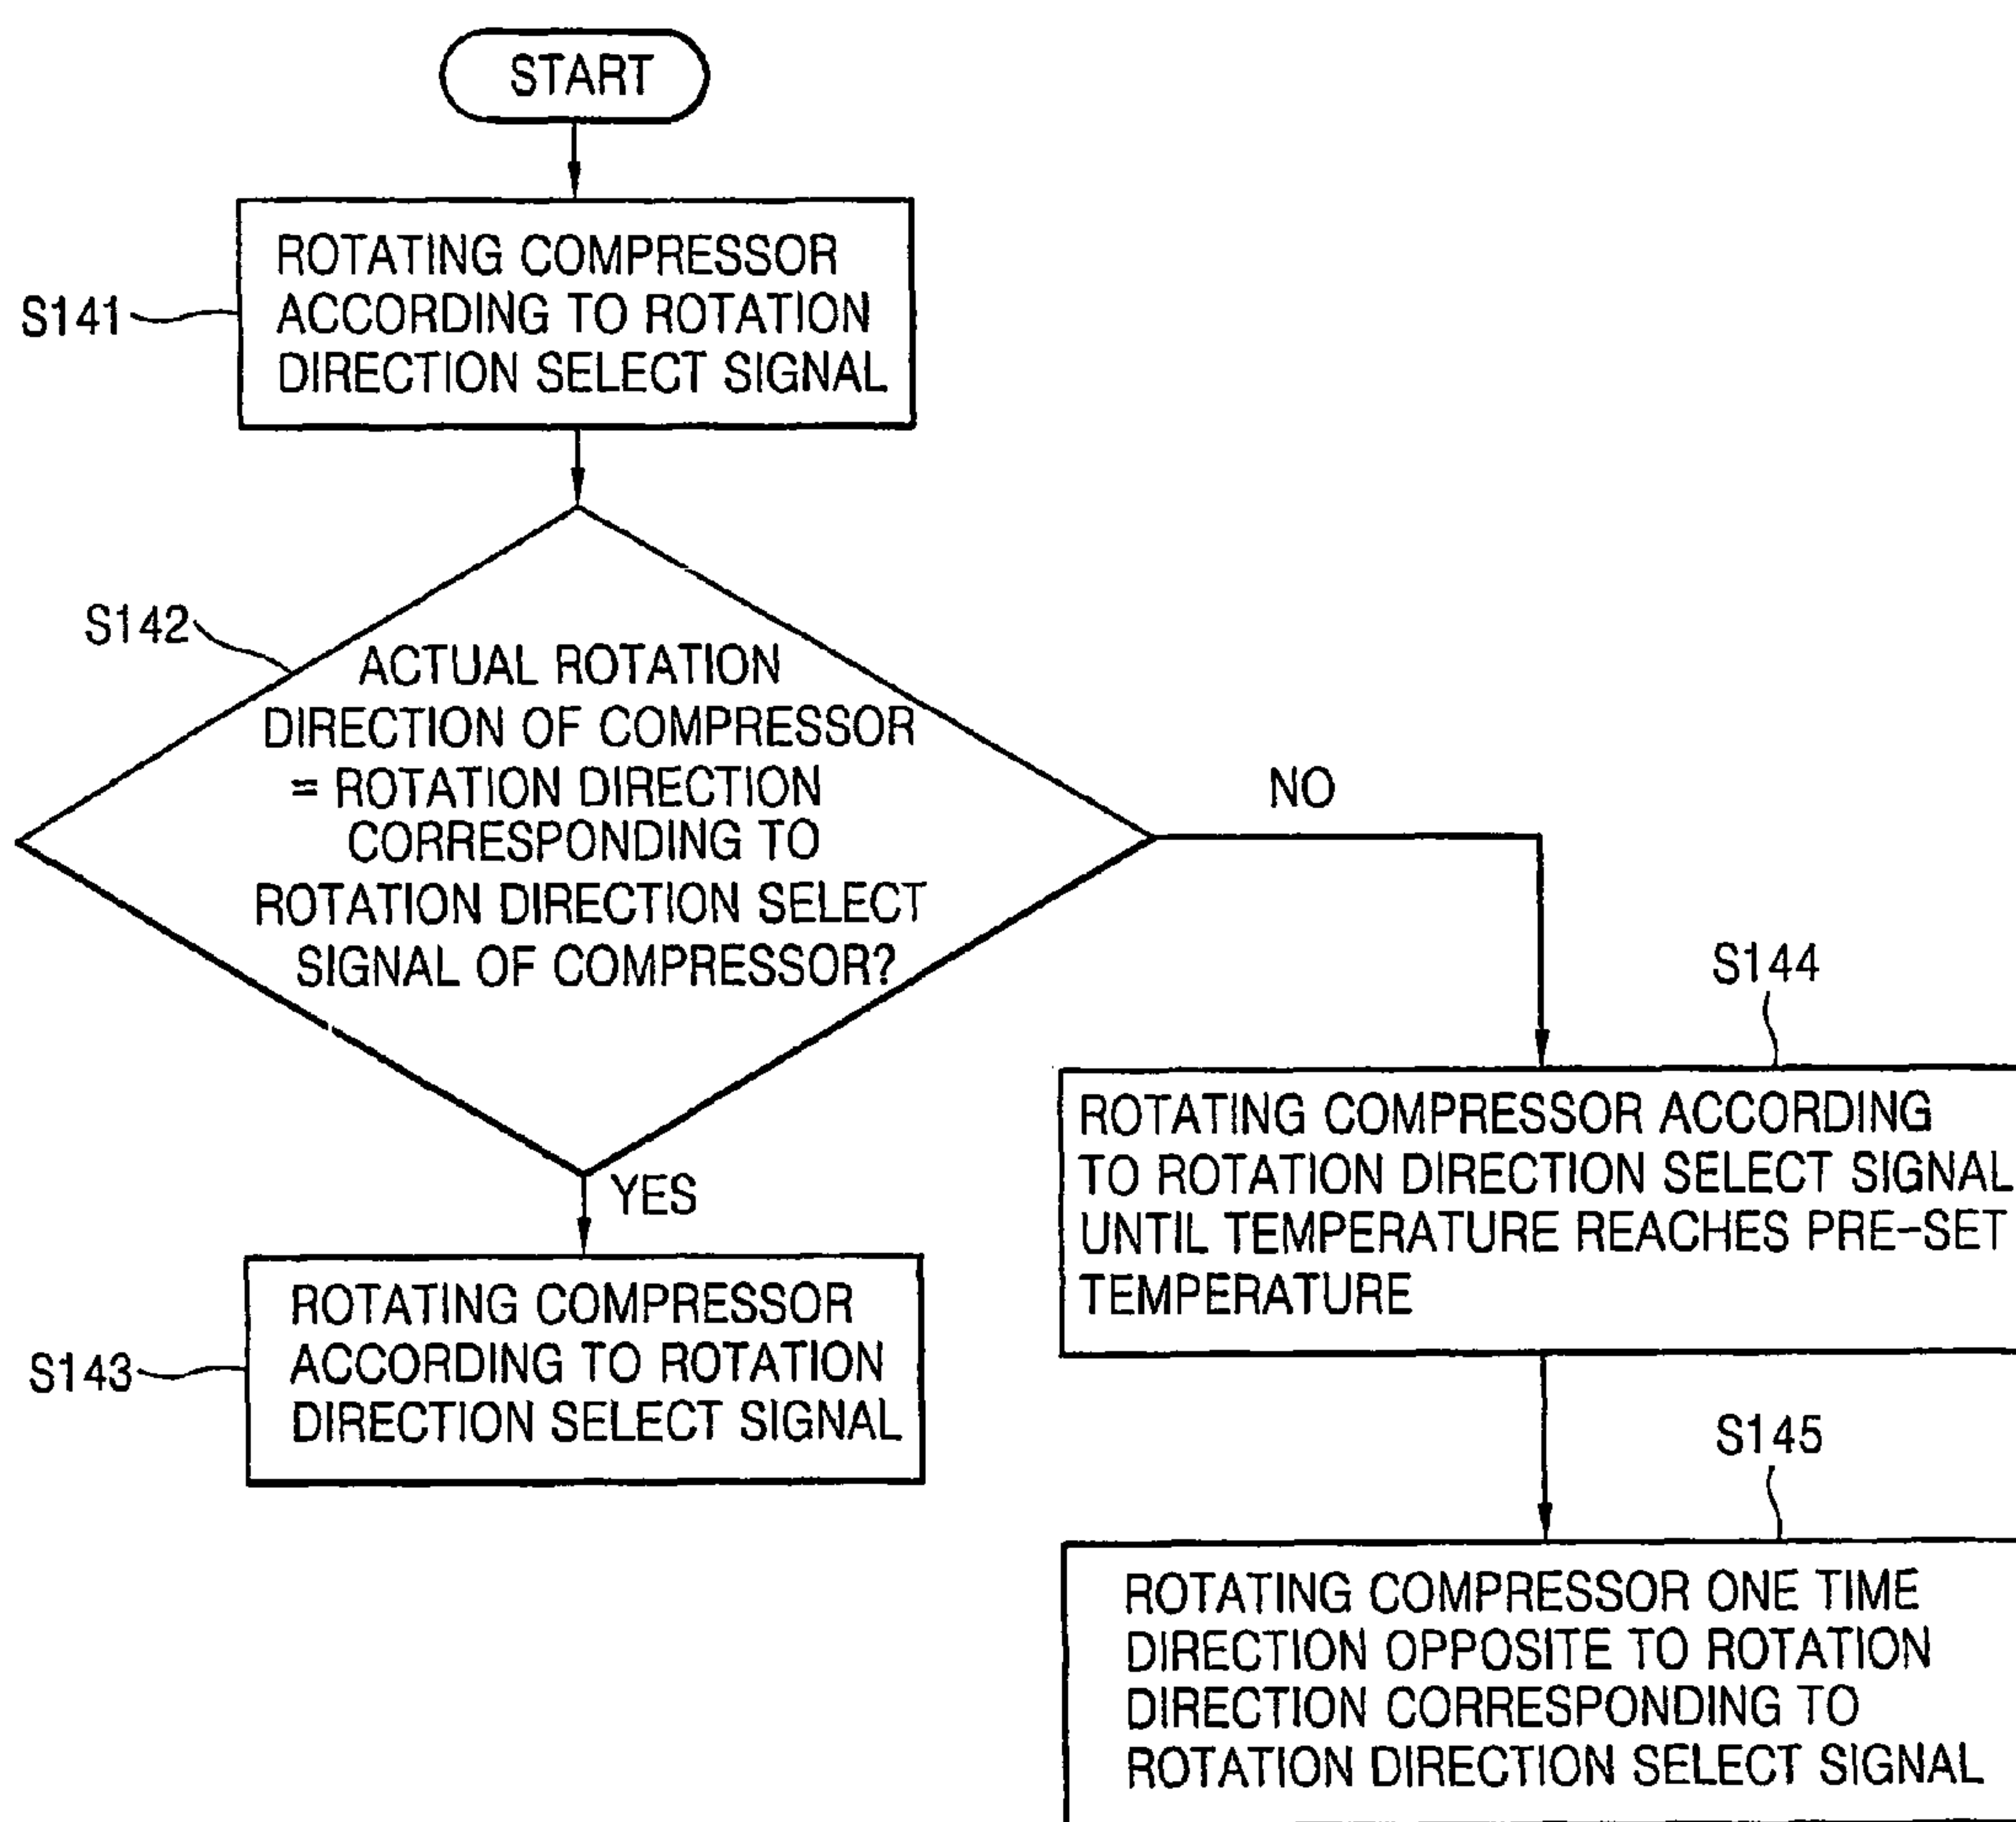 START
S141
ROTATING COMPRESSOR
ACCORDING TO ROTATION
DIRECTION SELECT SIGNAL
S142
ACTUAL ROTATION
DIRECTION OF COMPRESSOR
= ROTATION DIRECTION
CORRESPONDING TO
ROTATION DIRECTION SELECT
SIGNAL OF COMPRESSOR?
NO
YES
S143
ROTATING COMPRESSOR
ACCORDING TO ROTATION
DIRECTION SELECT SIGNAL
S144
ROTATING COMPRESSOR ACCORDING
TO ROTATION DIRECTION SELECT SIGNAL
UNTIL TEMPERATURE REACHES PRE-SET
TEMPERATURE
S145
ROTATING COMPRESSOR ONE TIME
DIRECTION OPPOSITE TO ROTATION
DIRECTION CORRESPONDING TO
ROTATION DIRECTION SELECT SIGNAL